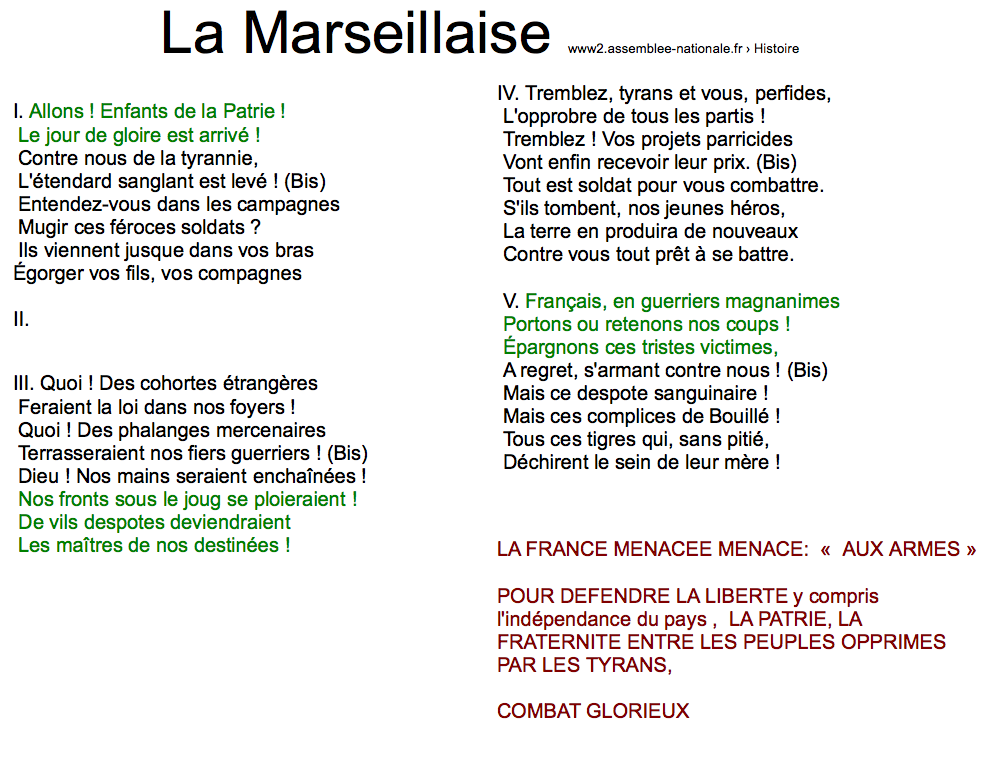 La Marseillaise www2.assemblee-nationale.fr › Histoire
I. Allons ! Enfants de la Patrie !
Le jour de gloire est arrivé !
Contre nous de la tyrannie,
L'étendard sanglant est levé ! (Bis)
Entendez-vous dans les campagnes
Mugir ces féroces soldats ?
Ils viennent jusque dans vos bras
Égorger vos fils, vos compagnes
II.
III. Quoi ! Des cohortes étrangères
Feraient la loi dans nos foyers !
Quoi ! Des phalanges mercenaires
Terrasseraient nos fiers guerriers ! (Bis)
Dieu ! Nos mains seraient enchaînées !
Nos fronts sous le joug se ploieraient !
De vils despotes deviendraient
Les maîtres de nos destinées !
IV. Tremblez, tyrans et vous, perfides,
L'opprobre de tous les partis !
Tremblez ! Vos projets parricides
Vont enfin recevoir leur prix. (Bis)
Tout est soldat pour vous combattre.
S'ils tombent, nos jeunes héros,
La terre en produira de nouveaux
Contre vous tout prêt à se battre.
V. Français, en guerriers magnanimes
Portons ou retenons nos coups !
Épargnons ces tristes victimes,
A regret, s'armant contre nous ! (Bis)
Mais ce despote sanguinaire !
Mais ces complices de Bouillé !
Tous ces tigres qui, sans pitié,
Déchirent le sein de leur mère !
LA FRANCE MENACEE MENACE: «  AUX ARMES »
POUR DEFENDRE LA LIBERTE y compris
l'indépendance du pays ,  LA PATRIE, LA
FRATERNITE ENTRE LES PEUPLES OPPRIMES
PAR LES TYRANS,
COMBAT GLORIEUX